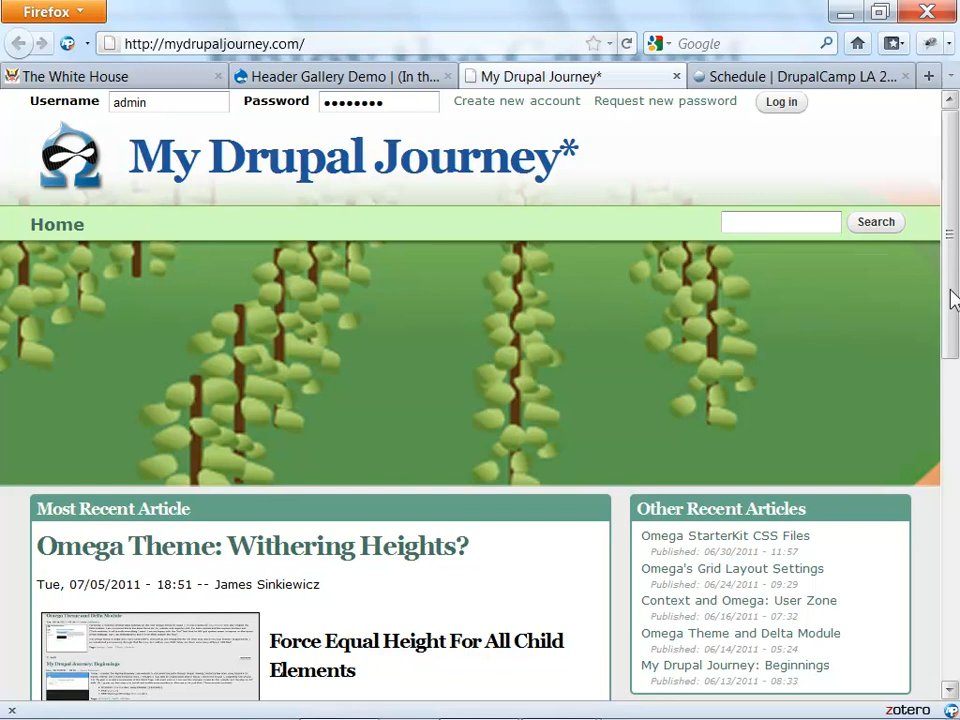 Firefox
http://mydrupaljourney.com/
Google
The White House
Header Gallery Demo | (In th...
My Drupal Journey*
Schedule | DrupalCamp LA 2...
Username admin Password Create new account Request new password Log in
My Drupal Journey*
Home
Search
Most Recent Article
Omega Theme: Withering Heights?
Tue, 07/05/2011 - 18:51 -- James Sinkiewicz
Force Equal Height For All Child
Elements
Other Recent Articles
Omega StarterKit CSS Files
Published: 06/30/2011 - 11:57
Omega's Grid Layout Settings
Published: 06/24/2011 - 09:29
Context and Omega: User Zone
Published: 06/16/2011 - 07:32
Omega Theme and Delta Module
Published: 06/14/2011 - 05:24
My Drupal Journey: Beginnings
Published: 06/13/2011 - 08:33
zotero